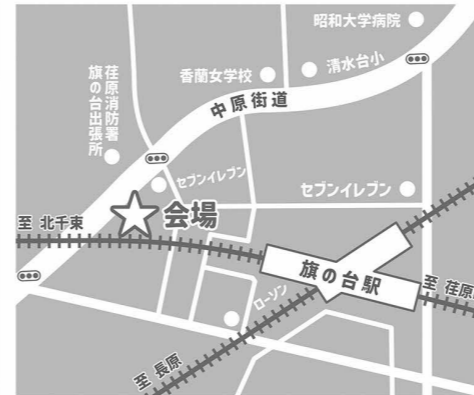 昭和大学病院
清水台小
香蘭女学校
中原街道
荏原消防署
旗の台出張所
セブンイレブン
セブンイレブン
会場
至 北千束
旗の台駅
至 荏原
ローソン
至 長原